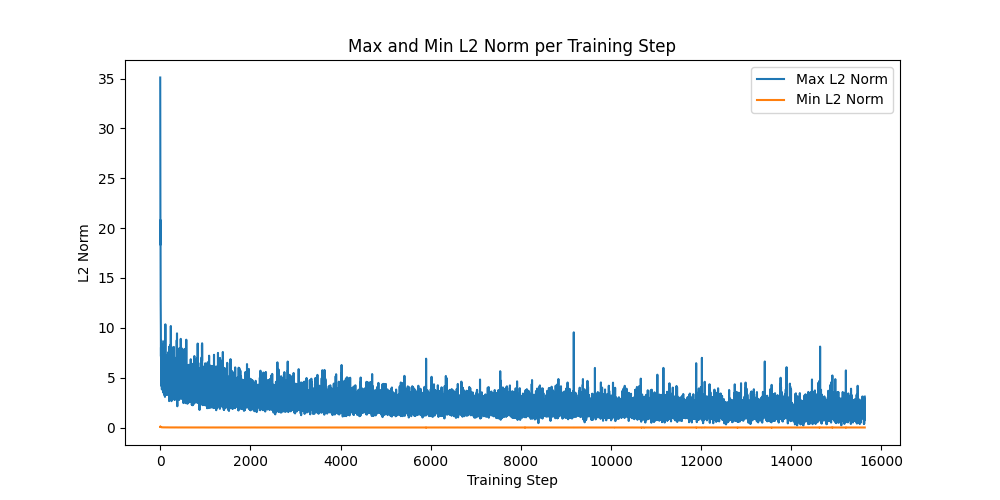 Max and Min L2 Norm per Training Step
Max L2 Norm
Min L2 Norm
L2 Norm
35
30
25
20
15
10
5
0
0 2000 4000 6000 8000 10000 12000 14000 16000
Training Step